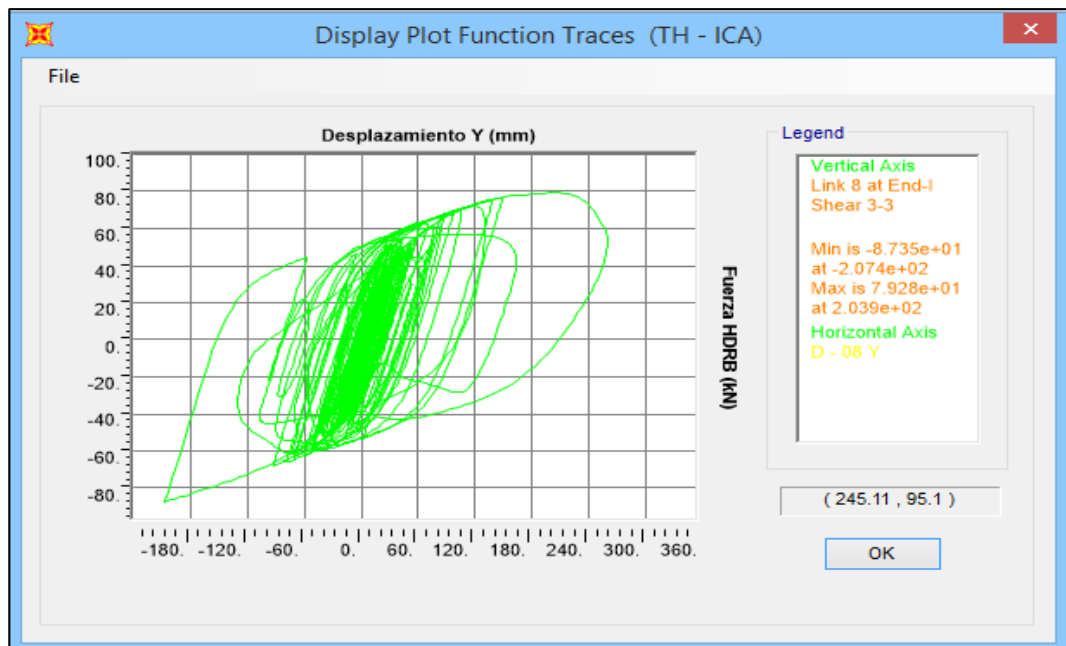 Display Plot Function Traces (TH - ICA)
File
Desplazamiento Y (mm)
100.
80.
60.
40.
20.
0.
-20.
-40.
-60.
-80.
-180. -120. -60. 0. 60. 120. 180. 240. 300. 360.
Fuerza HDRB (kN)
Legend
Vertical Axis
Link 8 at End-I
Shear 3-3
Min is -8.735e+01
at -2.074e+02
Max is 7.928e+01
at 2.039e+02
Horizontal Axis
D - 08 Y
( 245.11 , 95.1 )
OK